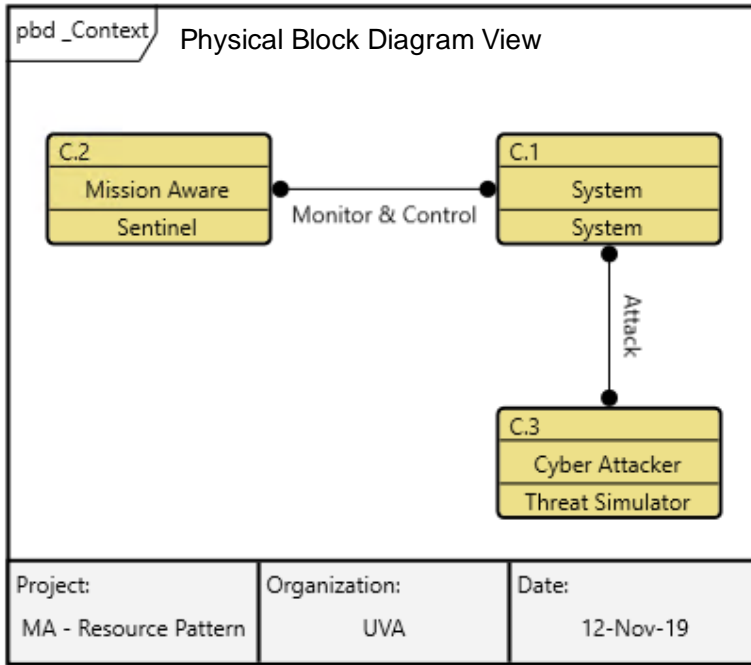 pbd _Context
Physical Block Diagram View
C.2
Mission Aware
Sentinel
Monitor & Control
C.1
System
System
Attack
C.3
Cyber Attacker
Threat Simulator
Project:
MA - Resource Pattern
Organization:
UVA
Date:
12-Nov-19